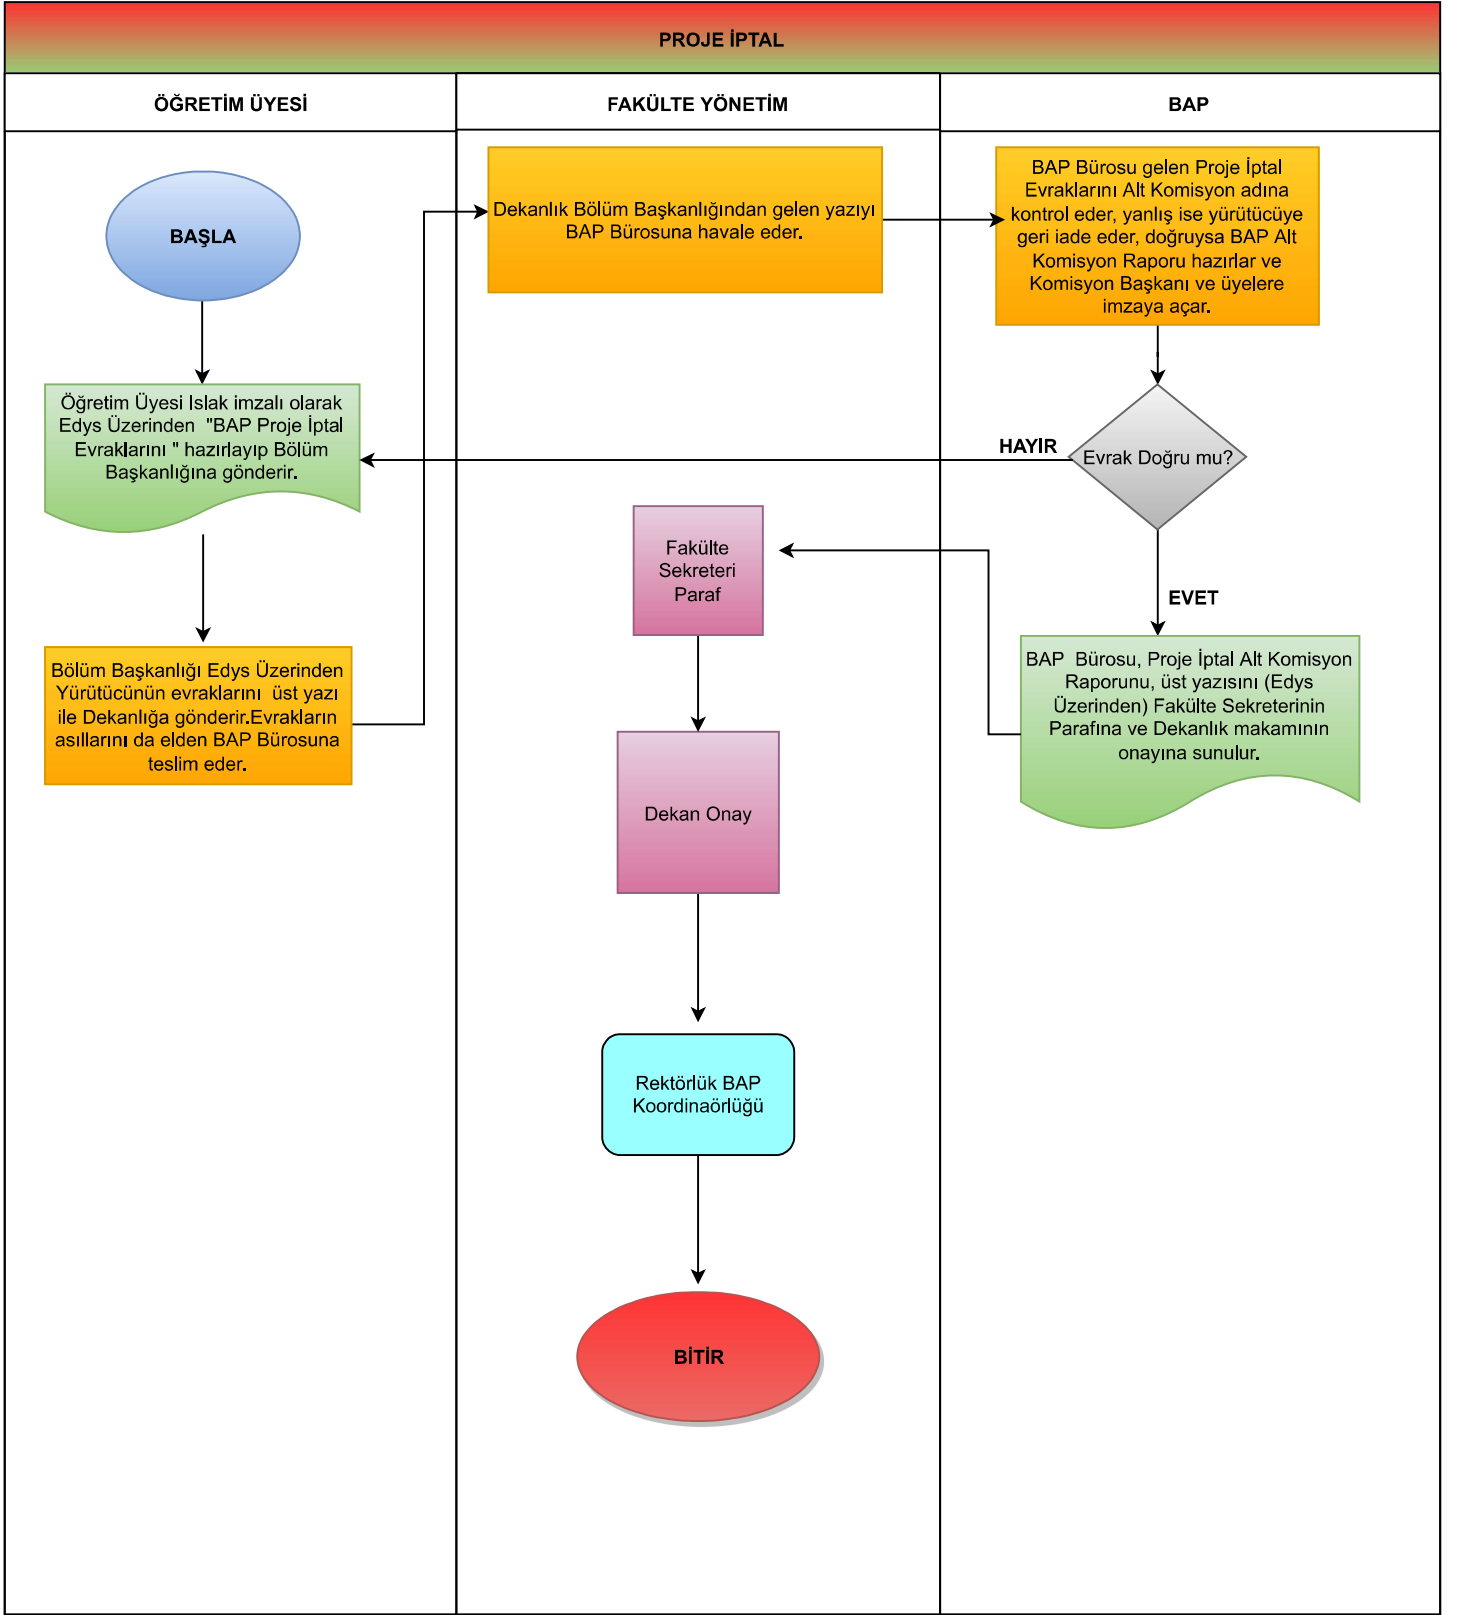 PROJE İPTAL
ÖĞRETİM ÜYESİ
FAKÜLTE YÖNETİM
BAP
BAŞLA
Öğretim Üyesi Islak imzalı olarak
Edys Üzerinden  "BAP Proje İptal
Evraklarını " hazırlayıp Bölüm
Başkanlığına gönderir.
Bölüm Başkanlığı Edys Üzerinden
Yürütücünün evraklarını  üst yazı
ile Dekanlığa gönderir.Evrakların
asıllarını da elden BAP Bürosuna
teslim eder.
Dekanlık Bölüm Başkanlığından gelen yazıyı
BAP Bürosuna havale eder.
BAP Bürosu gelen Proje İptal
Evraklarını Alt Komisyon adına
kontrol eder, yanlış ise yürütücüye
geri iade eder, doğruysa BAP Alt
Komisyon Raporu hazırlar ve
Komisyon Başkanı ve üyelere
imzaya açar.
Evrak Doğru mu?
HAYİR
EVET
BAP  Bürosu, Proje İptal Alt Komisyon
Raporunu, üst yazısını (Edys
Üzerinden) Fakülte Sekreterinin
Parafına ve Dekanlık makamının
onayına sunulur.
Fakülte
Sekreteri
Paraf
Dekan Onay
Rektörlük BAP
Koordinaörlüğü
BİTİR